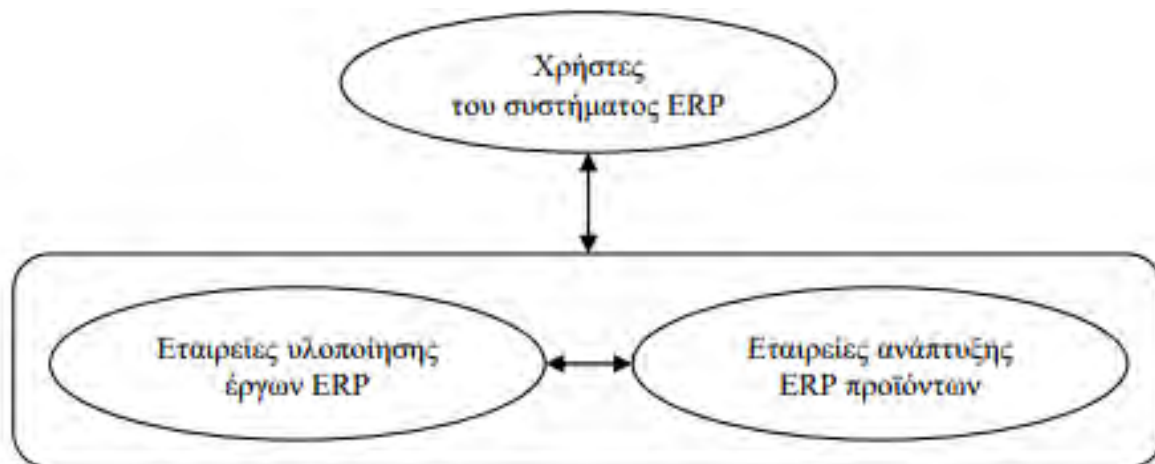 Χρήστες
του συστήματος ERP
Εταιρείες υλοποίησης
έργων ERP
Εταιρείες ανάπτυξης
ERP προϊόντων